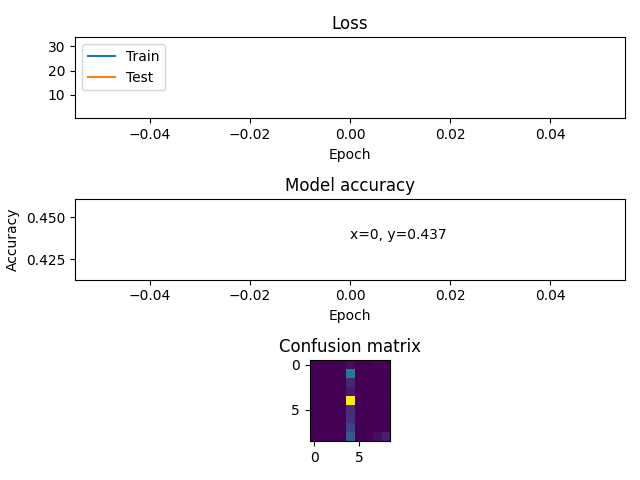 Loss
30
20
10
Train
Test
−0.04 −0.02 0.00 0.02 0.04
Epoch
Model accuracy
Accuracy
0.450
0.425
x=0, y=0.437
−0.04 −0.02 0.00 0.02 0.04
Epoch
Confusion matrix
0
5
0 5